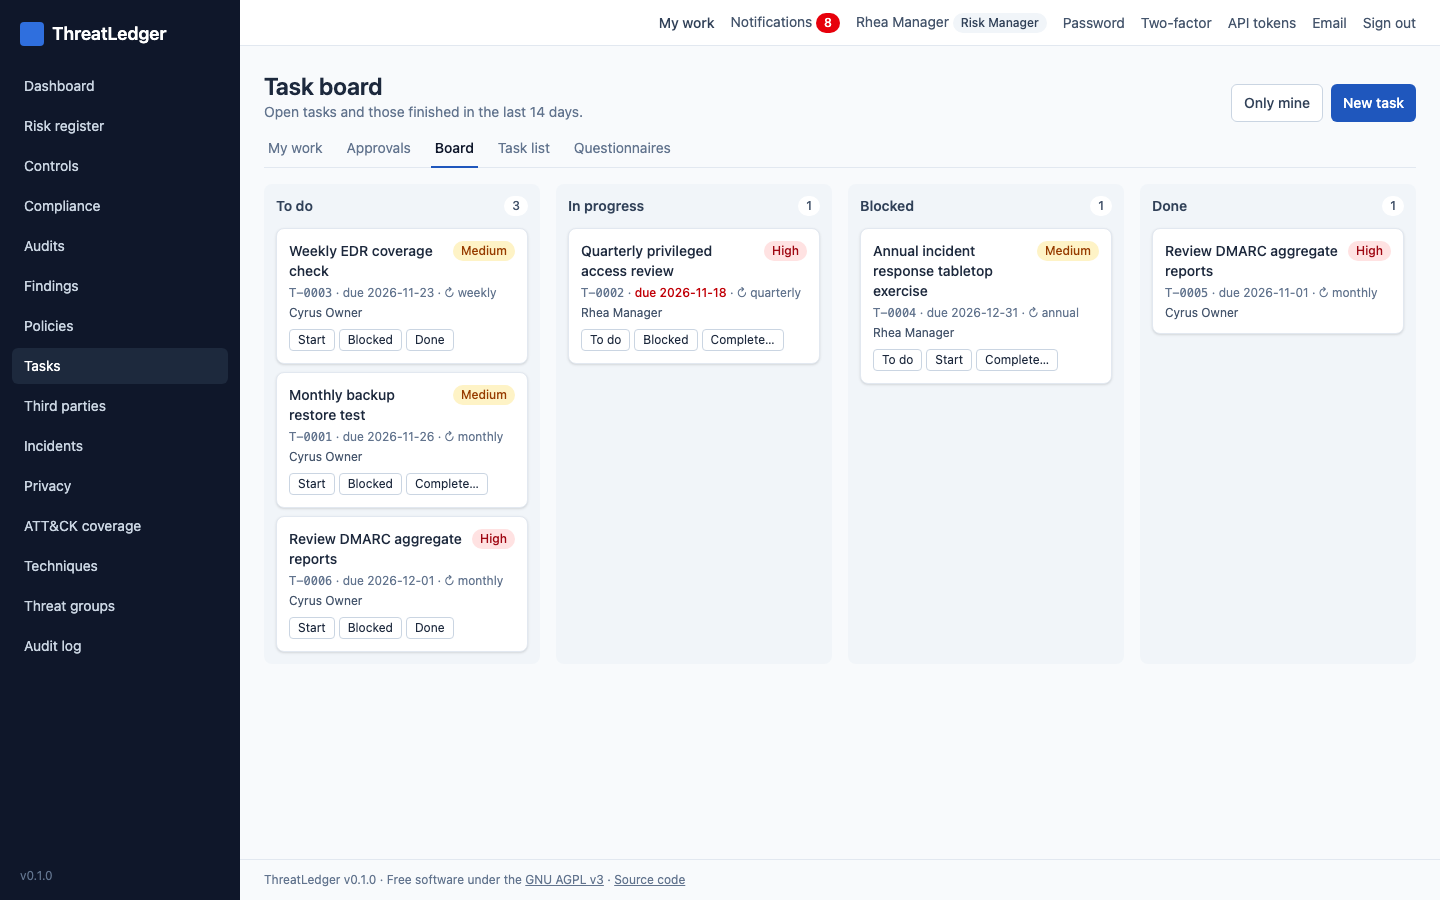 ThreatLedger
Dashboard
Risk register
Controls
Compliance
Audits
Findings
Policies
Tasks
Third parties
Incidents
Privacy
ATT&CK coverage
Techniques
Threat groups
Audit log
v0.1.0
My work Notifications 8 Rhea Manager Risk Manager Password Two-factor API tokens Email Sign out
Task board
Open tasks and those finished in the last 14 days.
Only mine New task
My work Approvals Board Task list Questionnaires
To do 3
Weekly EDR coverage Medium
check
T-0003 · due 2026-11-23 · ↻ weekly
Cyrus Owner
Start Blocked Done
Monthly backup Medium
restore test
T-0001 · due 2026-11-26 · ↻ monthly
Cyrus Owner
Start Blocked Complete…
Review DMARC aggregate High
reports
T-0006 · due 2026-12-01 · ↻ monthly
Cyrus Owner
Start Blocked Done
In progress 1
Quarterly privileged High
access review
T-0002 · due 2026-11-18 · ↻ quarterly
Rhea Manager
To do Blocked Complete…
Blocked 1
Annual incident Medium
response tabletop
exercise
T-0004 · due 2026-12-31 · ↻ annual
Rhea Manager
To do Start Complete…
Done 1
Review DMARC aggregate High
reports
T-0005 · due 2026-11-01 · ↻ monthly
Cyrus Owner
ThreatLedger v0.1.0 · Free software under the GNU AGPL v3 · Source code